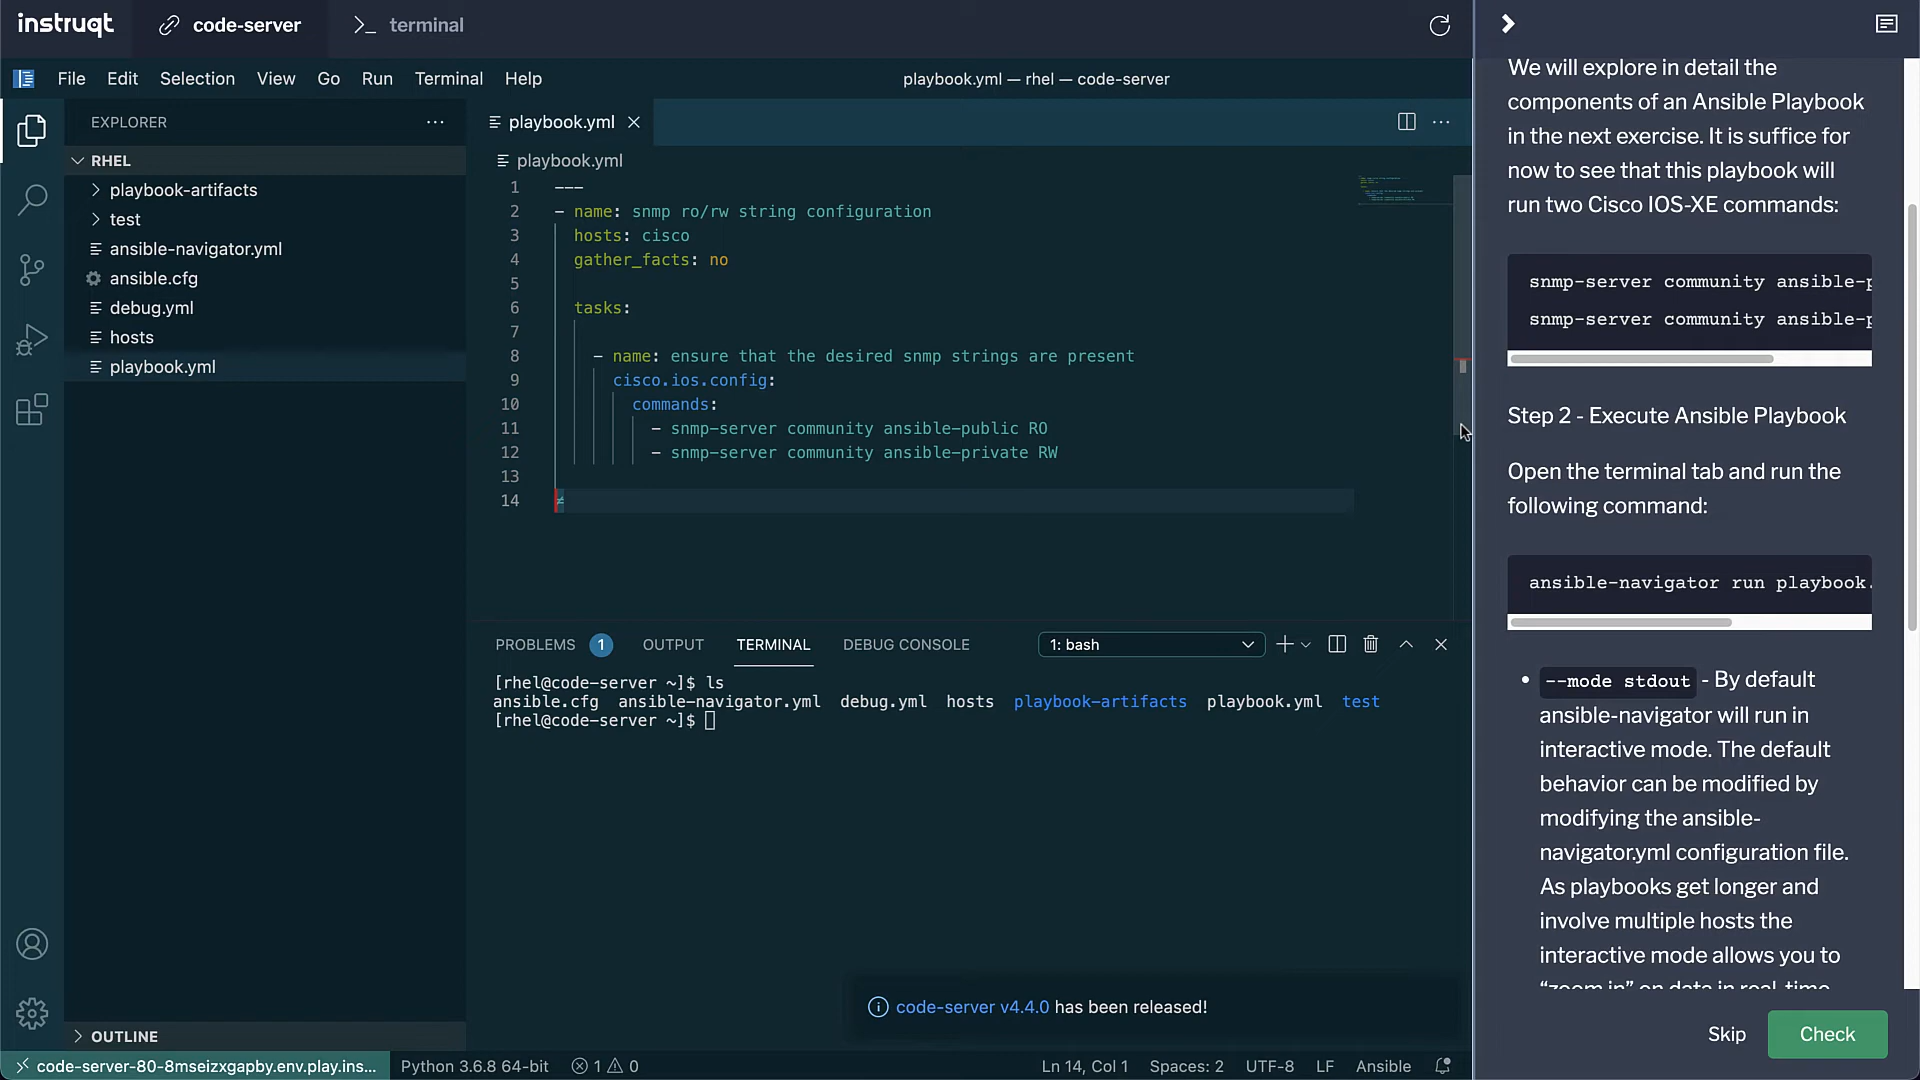 instruqt
code-server
terminal
File Edit Selection View Go Run Terminal Help
playbook.yml — rhel — code-server
EXPLORER
RHEL
playbook-artifacts
test
ansible-navigator.yml
ansible.cfg
debug.yml
hosts
playbook.yml
OUTLINE
playbook.yml
playbook.yml
1 ---
2 - name: snmp ro/rw string configuration
3 hosts: cisco
4 gather_facts: no
5
6 tasks:
7
8 - name: ensure that the desired snmp strings are present
9 cisco.ios.config:
10 commands:
11 - snmp-server community ansible-public RO
12 - snmp-server community ansible-private RW
13
14
PROBLEMS 1 OUTPUT TERMINAL DEBUG CONSOLE
1: bash
[rhel@code-server ~]$ ls
ansible.cfg ansible-navigator.yml debug.yml hosts playbook-artifacts playbook.yml test
[rhel@code-server ~]$
code-server v4.4.0 has been released!
code-server-80-8mseizxgapby.env.play.ins...
Python 3.6.8 64-bit
1 0
Ln 14, Col 1
Spaces: 2
UTF-8
LF
Ansible
We will explore in detail the
components of an Ansible Playbook
in the next exercise. It is suffice for
now to see that this playbook will
run two Cisco IOS-XE commands:
snmp-server community ansible-p
snmp-server community ansible-p
Step 2 - Execute Ansible Playbook
Open the terminal tab and run the
following command:
ansible-navigator run playbook.
• --mode stdout - By default
ansible-navigator will run in
interactive mode. The default
behavior can be modified by
modifying the ansible-
navigator.yml configuration file.
As playbooks get longer and
involve multiple hosts the
interactive mode allows you to
“zoom in” on data in real-time
Skip
Check